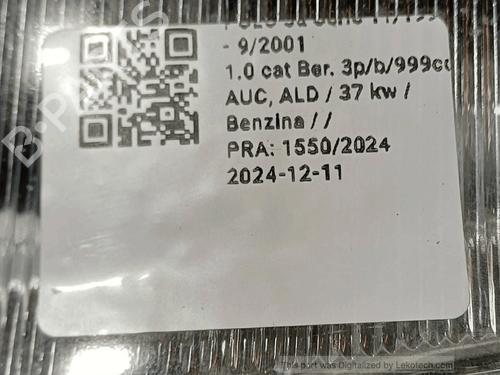 - 9/2001
1.0 cat Ber. 3p/b/999cc
AUC, ALD / 37 kw /
Benzina / /
PRA: 1550/2024
2024-12-11
B-PARTS
This part was Digitalized by Lekotech.com